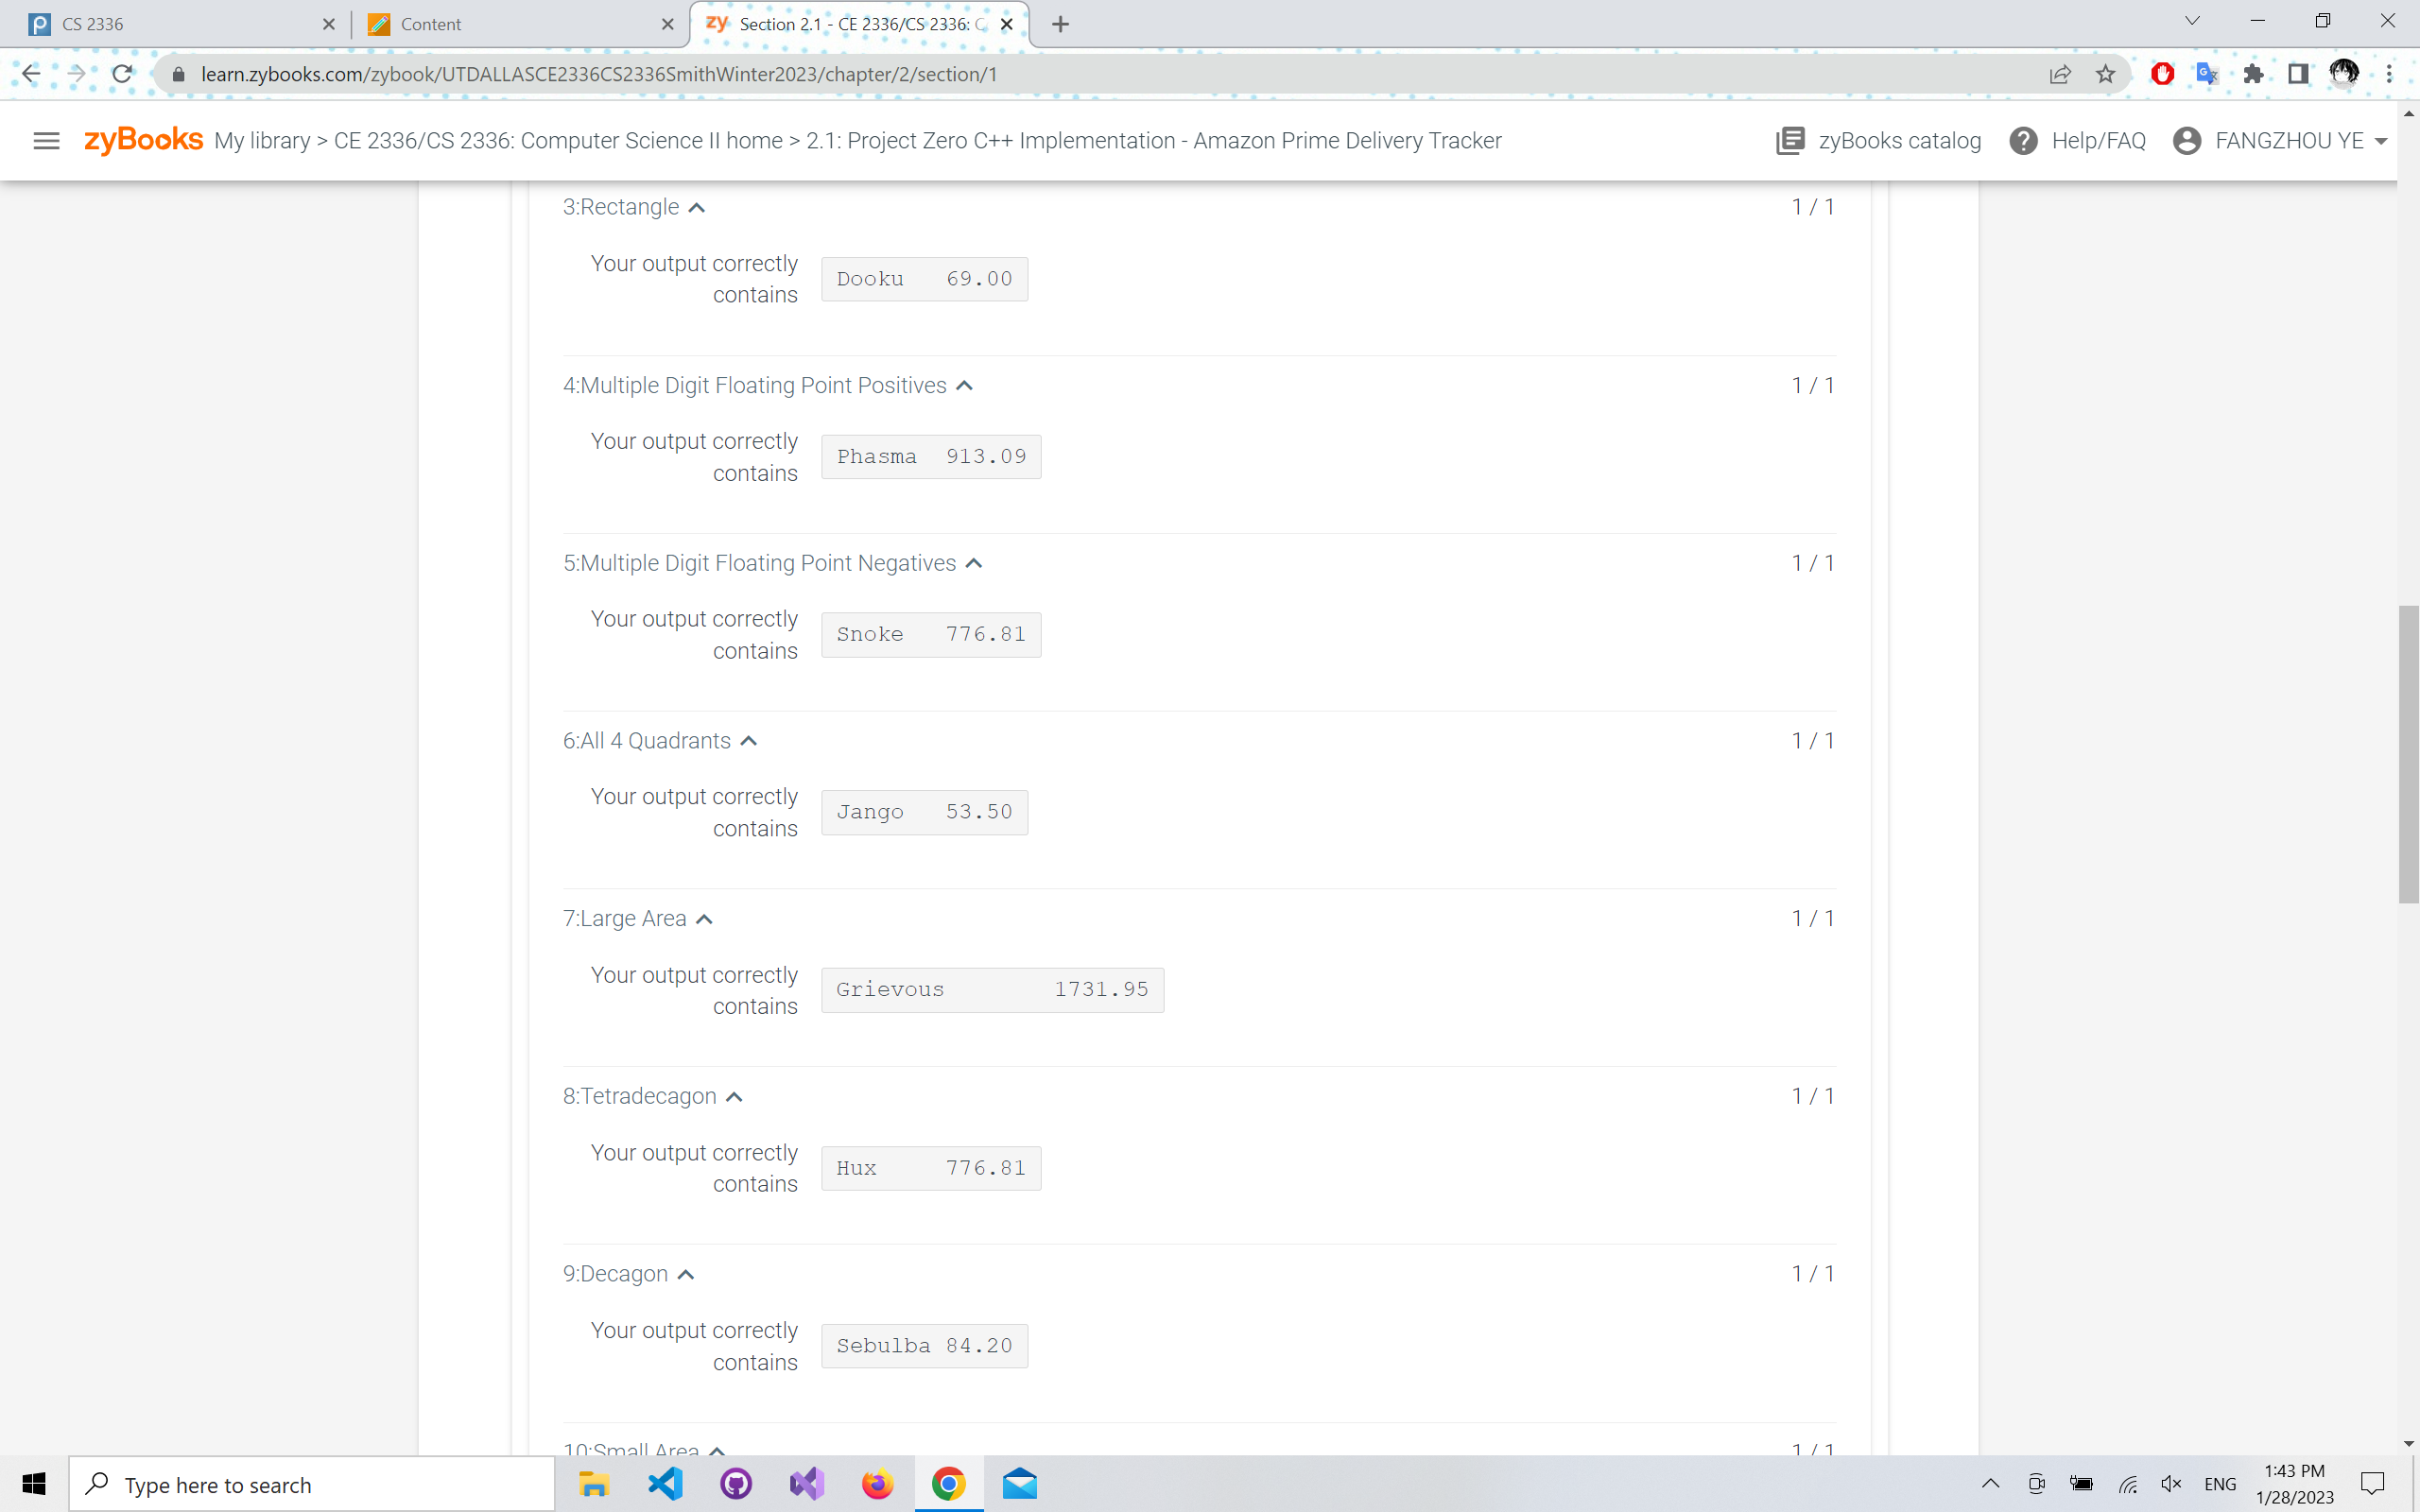 CS 2336
Content
zy Section 2.1 - CE 2336/CS 2336: C
learn.zybooks.com/zybook/UTDALLASCE2336CS2336SmithWinter2023/chapter/2/section/1
zyBooks My library > CE 2336/CS 2336: Computer Science II home > 2.1: Project Zero C++ Implementation - Amazon Prime Delivery Tracker zyBooks catalog Help/FAQ FANGZHOU YE
3:Rectangle 1 / 1
Your output correctly
contains
Dooku 69.00
4:Multiple Digit Floating Point Positives 1 / 1
Your output correctly
contains
Phasma 913.09
5:Multiple Digit Floating Point Negatives 1 / 1
Your output correctly
contains
Snoke 776.81
6:All 4 Quadrants 1 / 1
Your output correctly
contains
Jango 53.50
7:Large Area 1 / 1
Your output correctly
contains
Grievous 1731.95
8:Tetradecagon 1 / 1
Your output correctly
contains
Hux 776.81
9:Decagon 1 / 1
Your output correctly
contains
Sebulba 84.20
10:Small Area 1 / 1
Type here to search
ENG
1:43 PM
1/28/2023